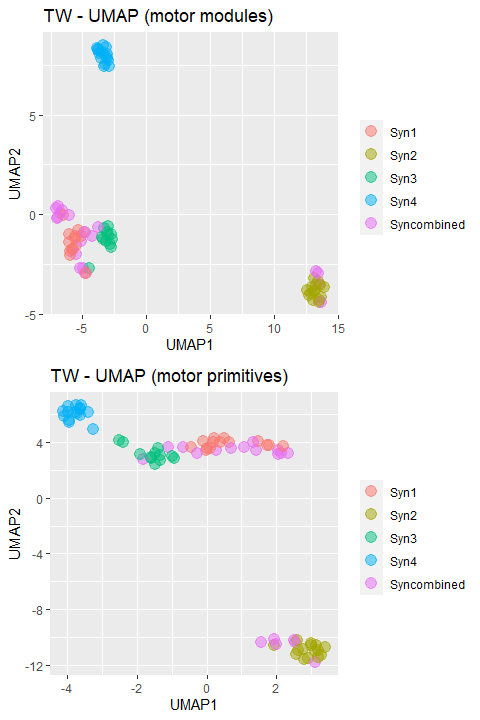 TW - UMAP (motor modules)
UMAP2
5
0
-5
-5
0
5
10
15
UMAP1
Syn1
Syn2
Syn3
Syn4
Syncombined
TW - UMAP (motor primitives)
UMAP2
4
0
-4
-8
-12
-4
-2
0
2
UMAP1
Syn1
Syn2
Syn3
Syn4
Syncombined